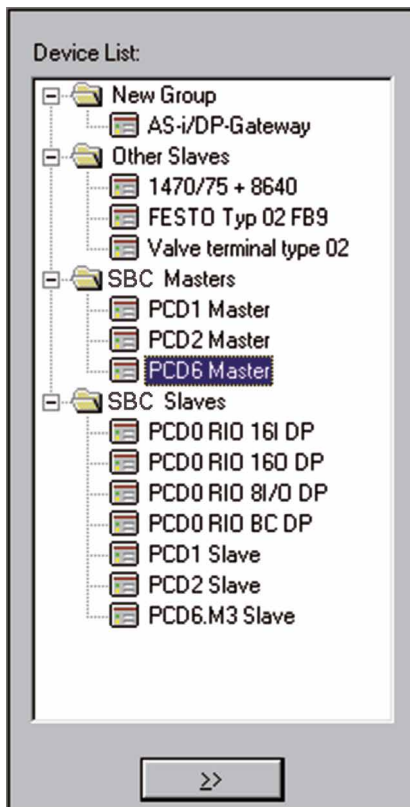 Device List:
New Group
AS-i/DP-Gateway
Other Slaves
1470/75 + 8640
FESTO Typ 02 FB9
Valve terminal type 02
SBC Masters
PCD1 Master
PCD2 Master
PCD6 Master
SBC Slaves
PCD0 RIO 16I DP
PCD0 RIO 16O DP
PCD0 RIO 8I/O DP
PCD0 RIO BC DP
PCD1 Slave
PCD2 Slave
PCD6.M3 Slave
>>